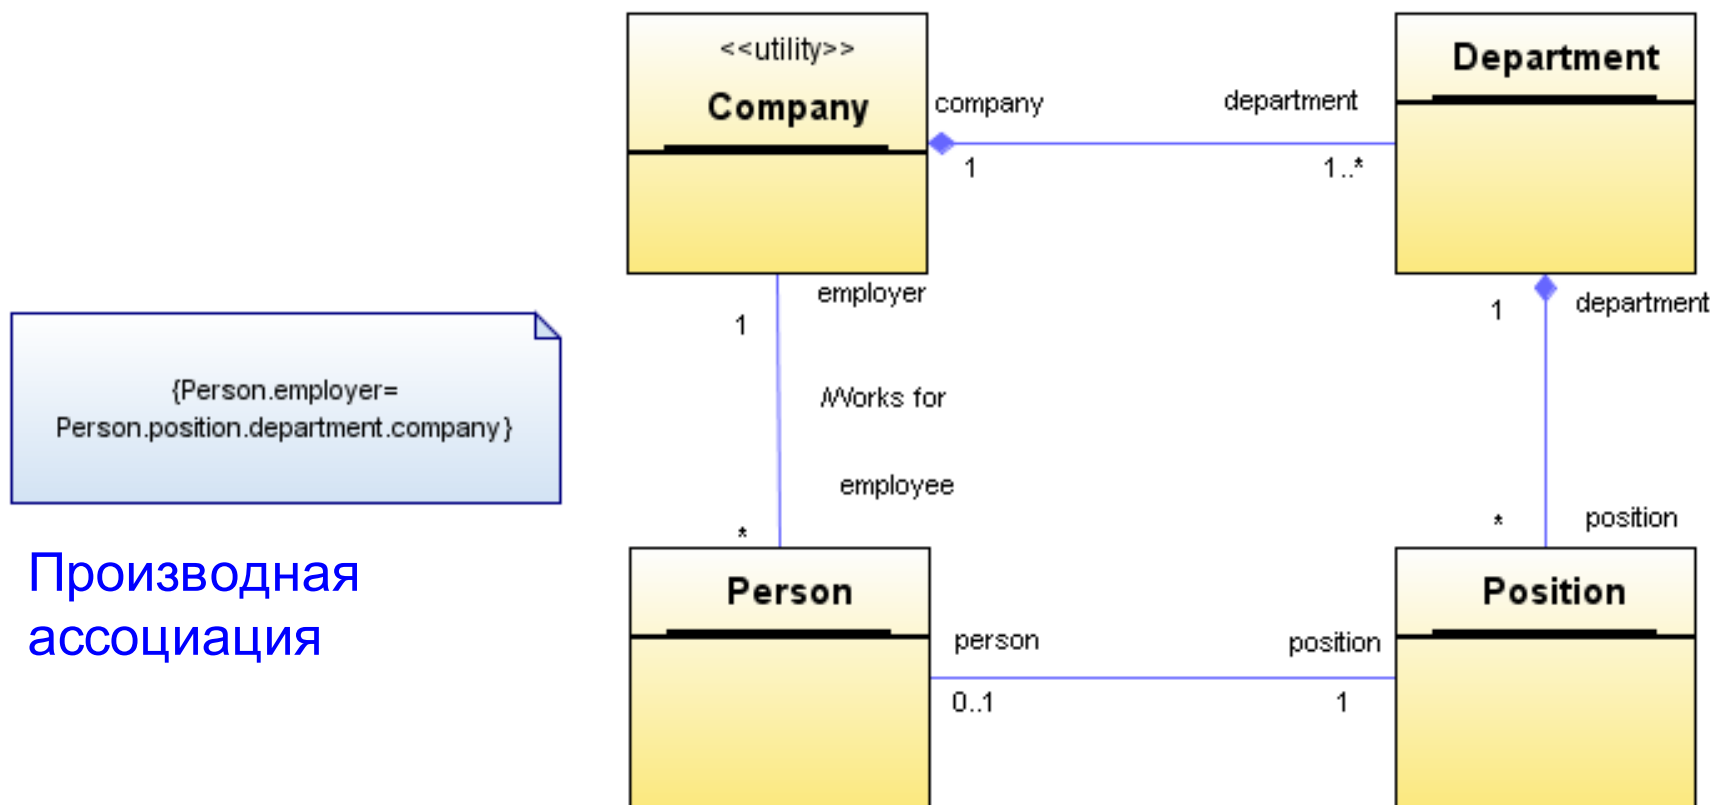 <<utility>>
Company
Department
company
department
1
1..*
employer
1
1
department
{Person.employer=
Person.position.department.company}
/Works for
employee
*
*
position
Производная
ассоциация
Person
Position
person
position
0..1
1